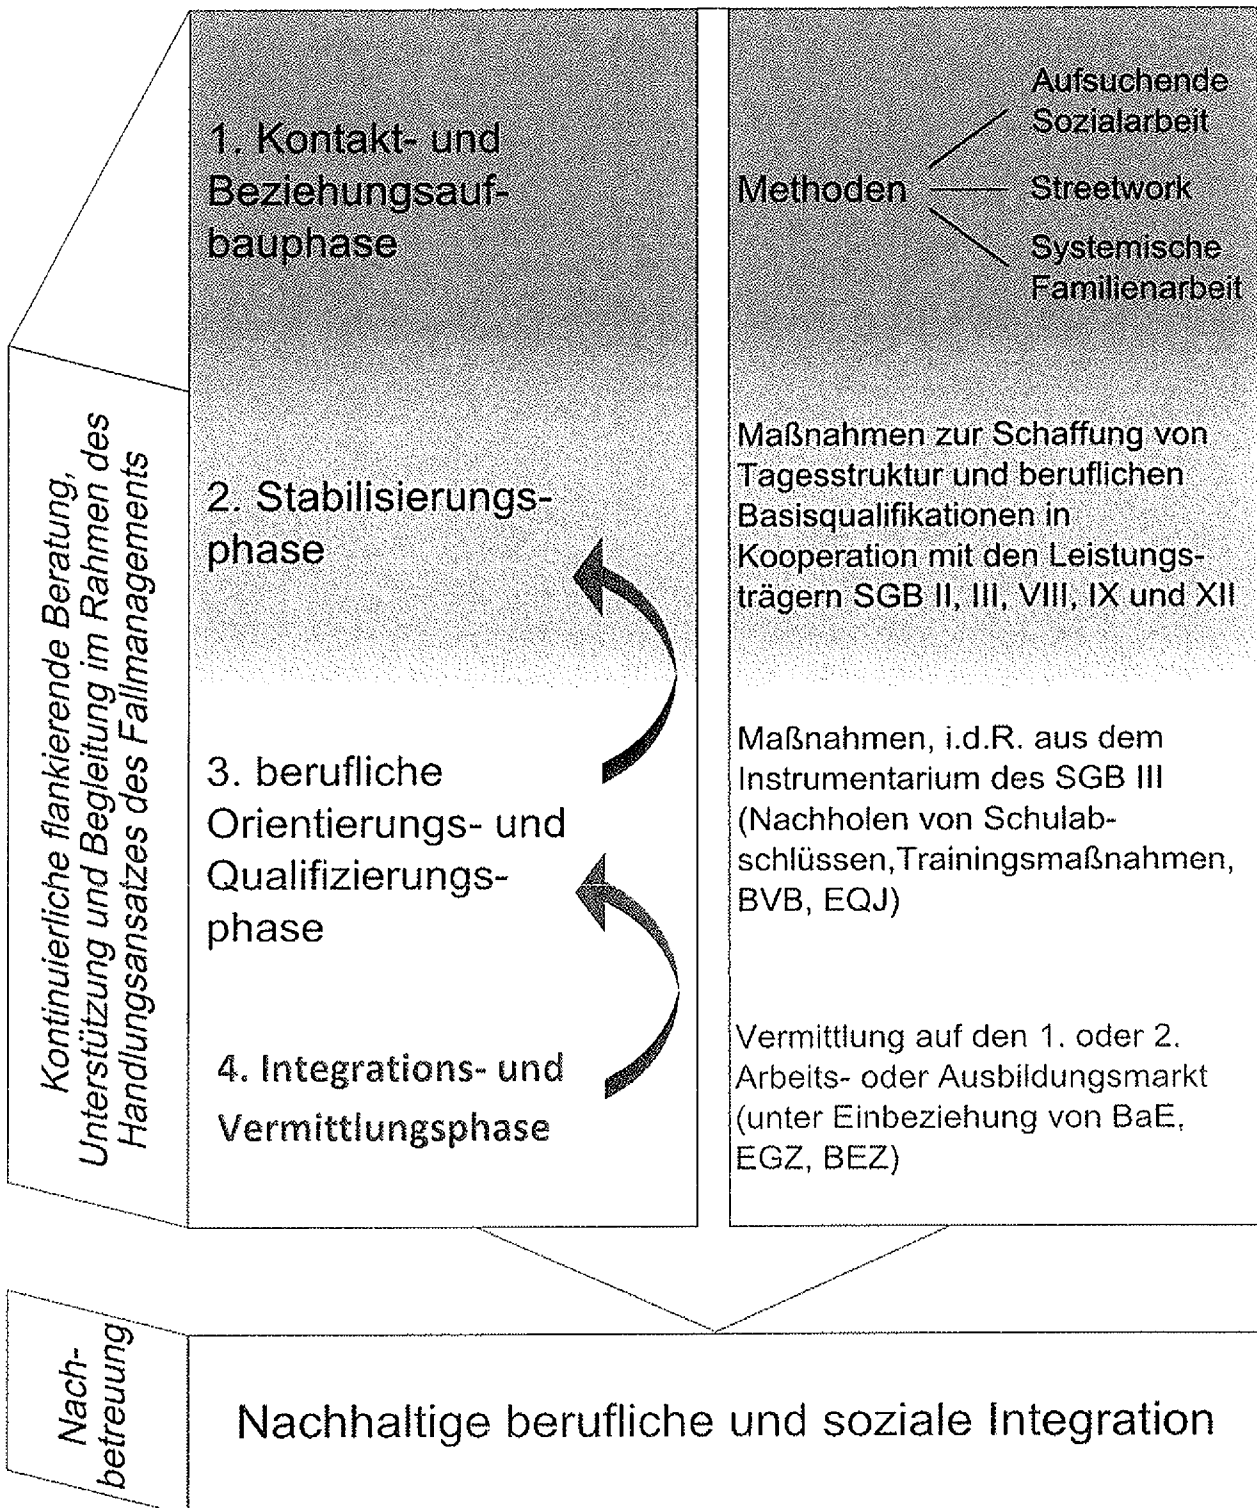 1. Kontakt- und
Beziehungsauf-
bauphase
Methoden
Aufsuchende
Sozialarbeit
Streetwork
Systemische
Familienarbeit
Kontinuierliche flankierende Beratung,
Unterstützung und Begleitung im Rahmen des
Handlungsansatzes des Fallmanagements
2. Stabilisierungs-
phase
Maßnahmen zur Schaffung von
Tagesstruktur und beruflichen
Basisqualifikationen in
Kooperation mit den Leistungs-
trägern SGB II, III, VIII, IX und XII
3. berufliche
Orientierungs- und
Qualifizierungs-
phase
Maßnahmen, i.d.R. aus dem
Instrumentarium des SGB III
(Nachholen von Schulab-
schlüssen,Trainingsmaßnahmen,
BVB, EQJ)
4. Integrations- und
Vermittlungsphase
Vermittlung auf den 1. oder 2.
Arbeits- oder Ausbildungsmarkt
(unter Einbeziehung von BaE,
EGZ, BEZ)
Nach-
betreuung
Nachhaltige berufliche und soziale Integration